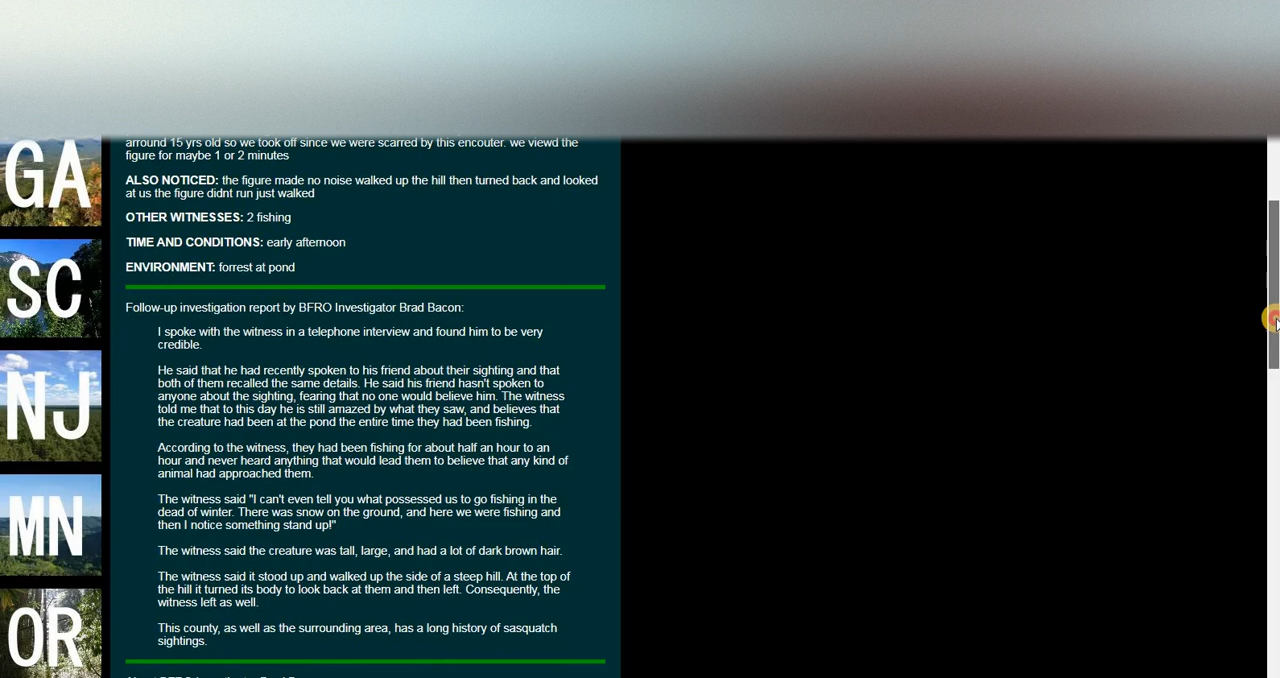 arround 15 yrs old so we took off since we were scarred by this encouter. we viewd the
figure for maybe 1 or 2 minutes
ALSO NOTICED: the figure made no noise walked up the hill then turned back and looked
at us the figure didnt run just walked
OTHER WITNESSES: 2 fishing
TIME AND CONDITIONS: early afternoon
ENVIRONMENT: forrest at pond
Follow-up investigation report by BFRO Investigator Brad Bacon:
I spoke with the witness in a telephone interview and found him to be very
credible.
He said that he had recently spoken to his friend about their sighting and that
both of them recalled the same details. He said his friend hasn't spoken to
anyone about the sighting, fearing that no one would believe him. The witness
told me that to this day he is still amazed by what they saw, and believes that
the creature had been at the pond the entire time they had been fishing.
According to the witness, they had been fishing for about half an hour to an
hour and never heard anything that would lead them to believe that any kind of
animal had approached them.
The witness said "I can't even tell you what possessed us to go fishing in the
dead of winter. There was snow on the ground, and here we were fishing and
then I notice something stand up!"
The witness said the creature was tall, large, and had a lot of dark brown hair.
The witness said it stood up and walked up the side of a steep hill. At the top of
the hill it turned its body to look back at them and then left. Consequently, the
witness left as well.
This county, as well as the surrounding area, has a long history of sasquatch
sightings.
GA
SC
NJ
MN
OR